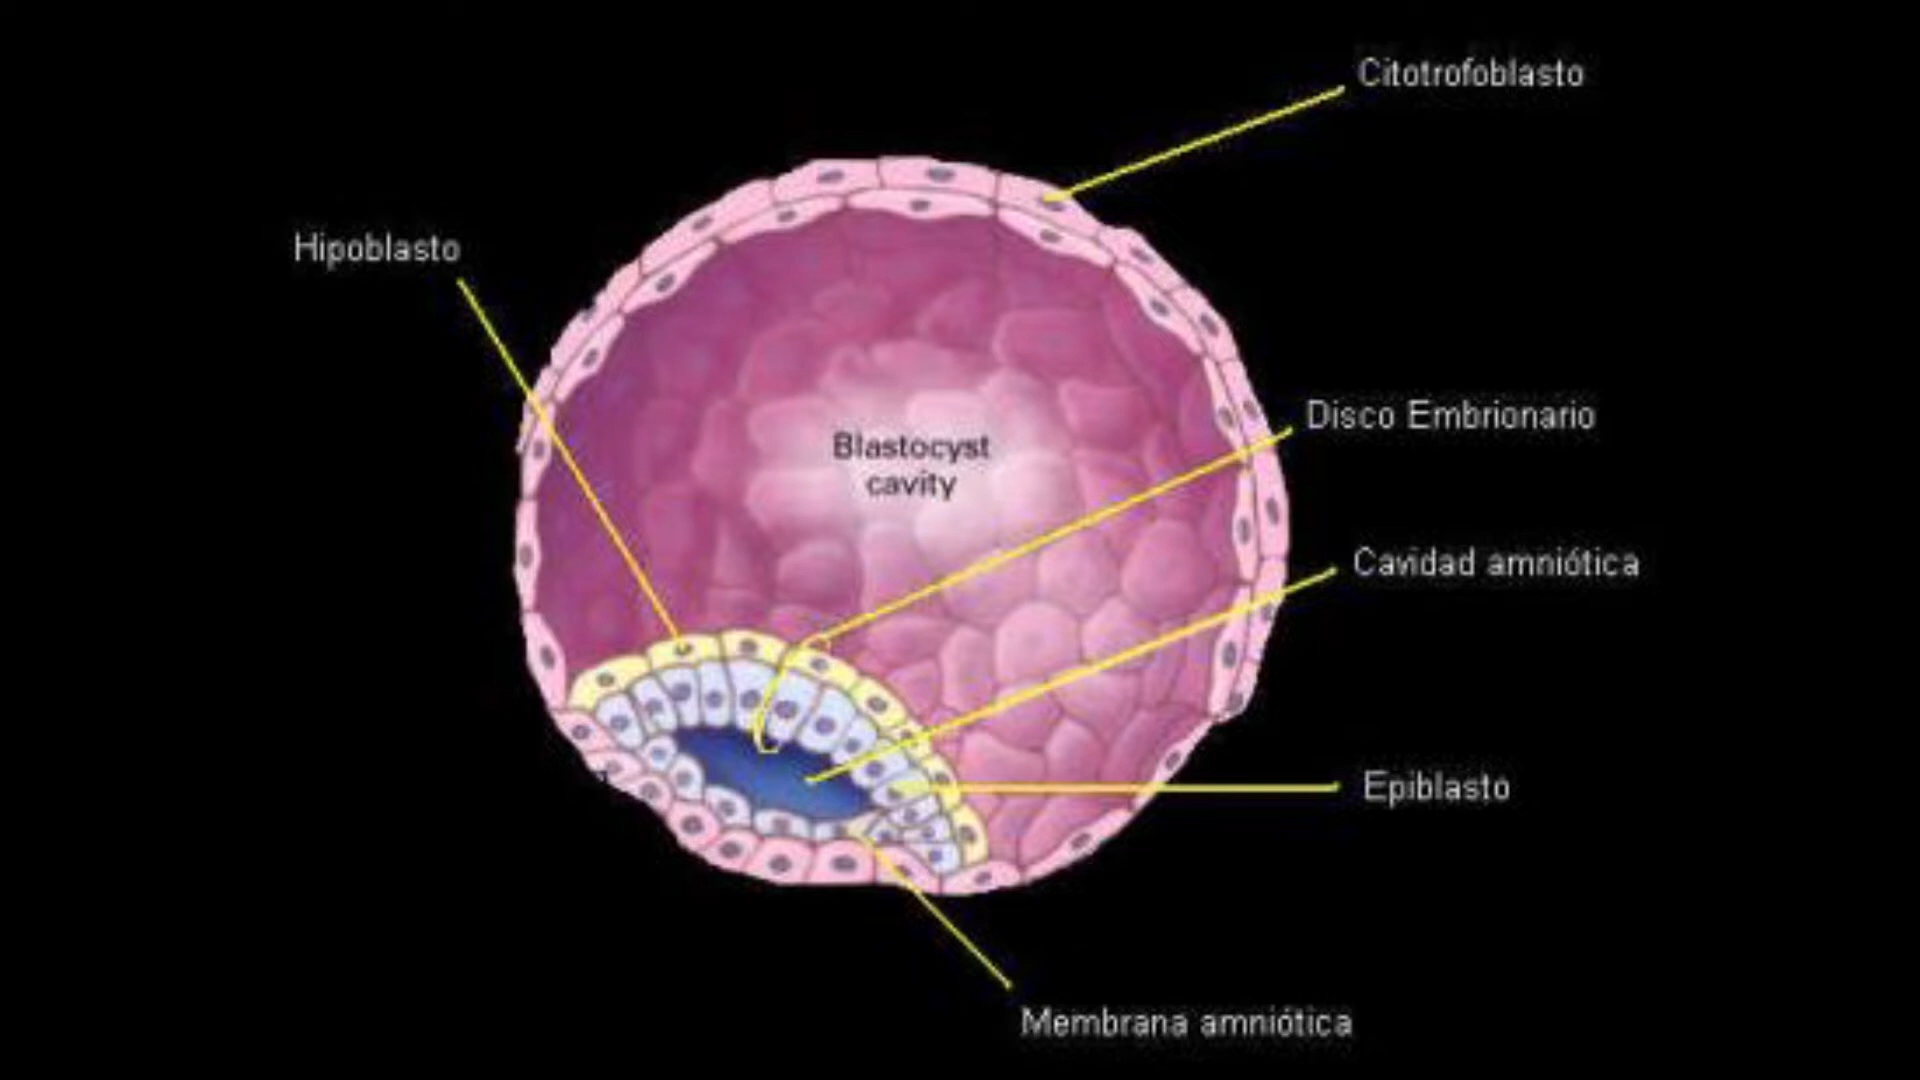 Citotrofoblasto
Hipoblasto
Disco Embrionario
Blastocyst
cavity
Cavidad amniótica
Epiblasto
Membrana amniótica